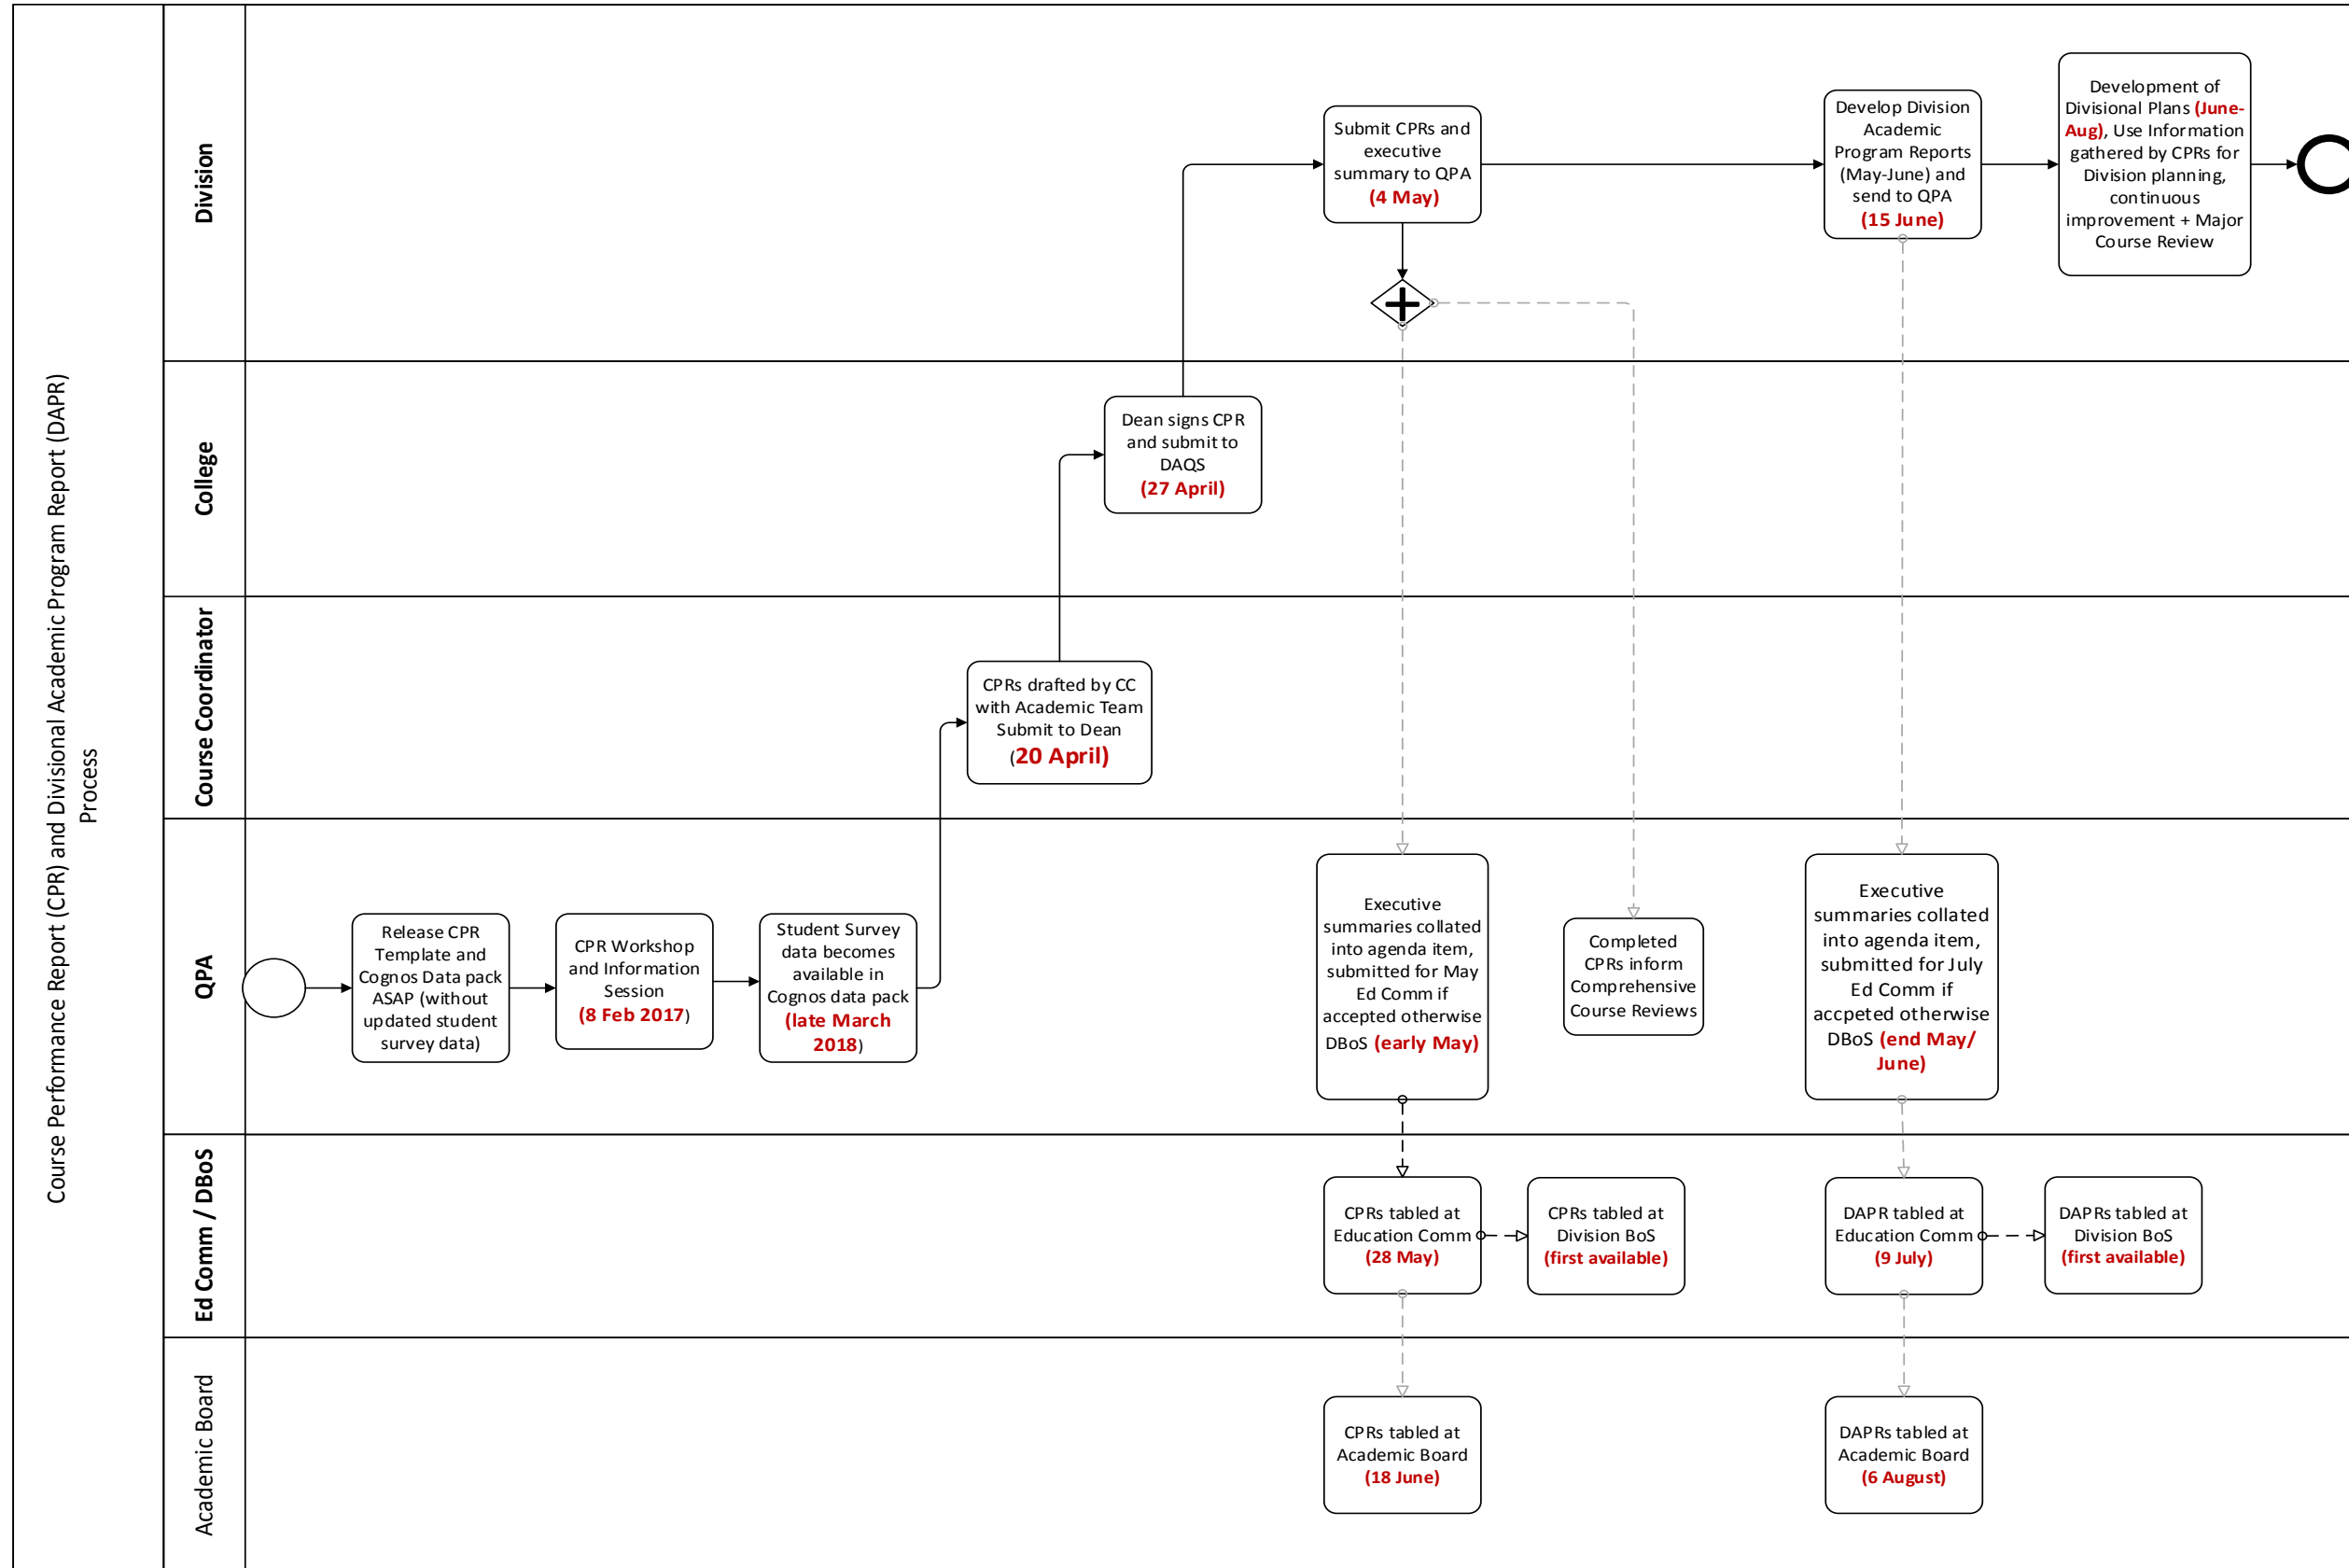 Course Performance Report (CPR) and Divisional Academic Program Report (DAPR)
Process
Division
Submit CPRs and
executive
summary to QPA
(4 May)
Develop Division
Academic
Program Reports
(May-June) and
send to QPA
(15 June)
Development of
Divisional Plans (June-
Aug), Use Information
gathered by CPRs for
Division planning,
continuous
improvement + Major
Course Review
College
Dean signs CPR
and submit to
DAQS
(27 April)
Course Coordinator
CPRs drafted by CC
with Academic Team
Submit to Dean
(20 April)
QPA
Release CPR
Template and
Cognos Data pack
ASAP (without
updated student
survey data)
CPR Workshop
and Information
Session
(8 Feb 2017)
Student Survey
data becomes
available in
Cognos data pack
(late March
2018)
Executive
summaries collated
into agenda item,
submitted for May
Ed Comm if
accepted otherwise
DBoS (early May)
Completed
CPRs inform
Comprehensive
Course Reviews
Executive
summaries collated
into agenda item,
submitted for July
Ed Comm if
accpeted otherwise
DBoS (end May/
June)
Ed Comm / DBoS
CPRs tabled at
Education Comm
(28 May)
CPRs tabled at
Division BoS
(first available)
DAPR tabled at
Education Comm
(9 July)
DAPRs tabled at
Division BoS
(first available)
Academic Board
CPRs tabled at
Academic Board
(18 June)
DAPRs tabled at
Academic Board
(6 August)